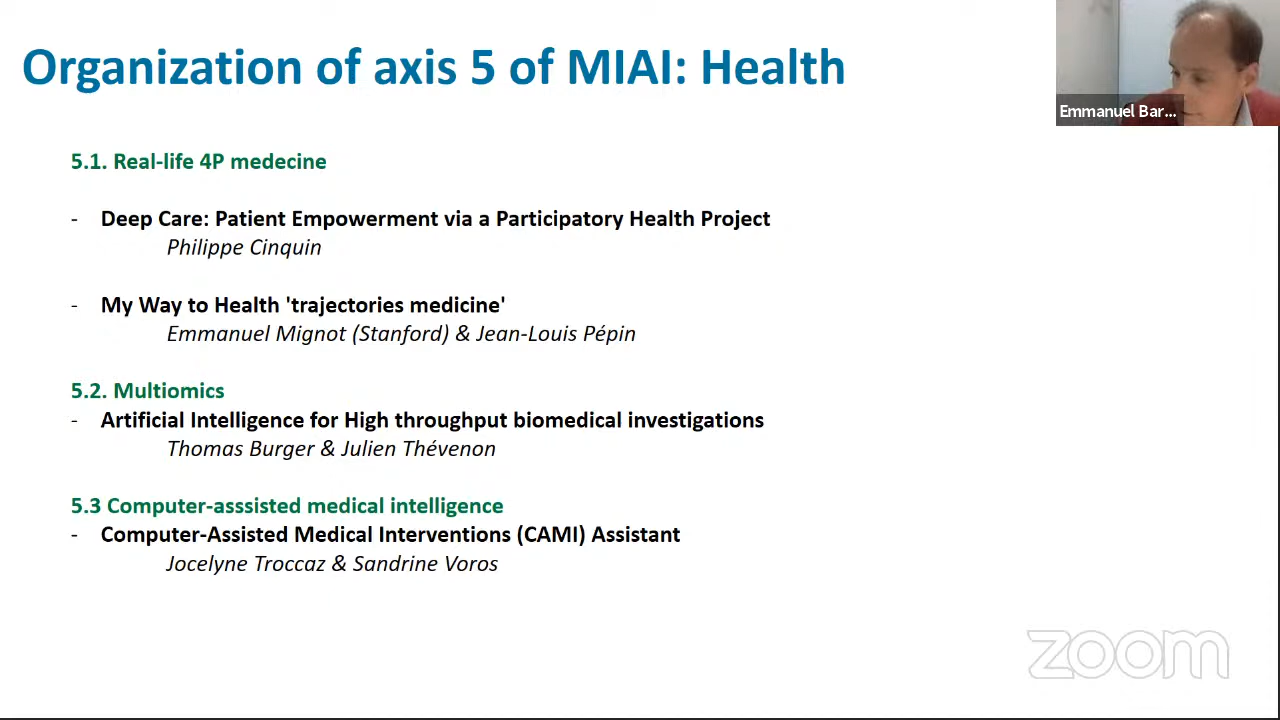 Organization of axis 5 of MIAI: Health
Emmanuel Bar...
5.1. Real-life 4P medecine
- Deep Care: Patient Empowerment via a Participatory Health Project
Philippe Cinquin
- My Way to Health 'trajectories medicine'
Emmanuel Mignot (Stanford) & Jean-Louis Pépin
5.2. Multiomics
- Artificial Intelligence for High throughput biomedical investigations
Thomas Burger & Julien Thévenon
5.3 Computer-asssisted medical intelligence
- Computer-Assisted Medical Interventions (CAMI) Assistant
Jocelyne Troccaz & Sandrine Voros
zoom